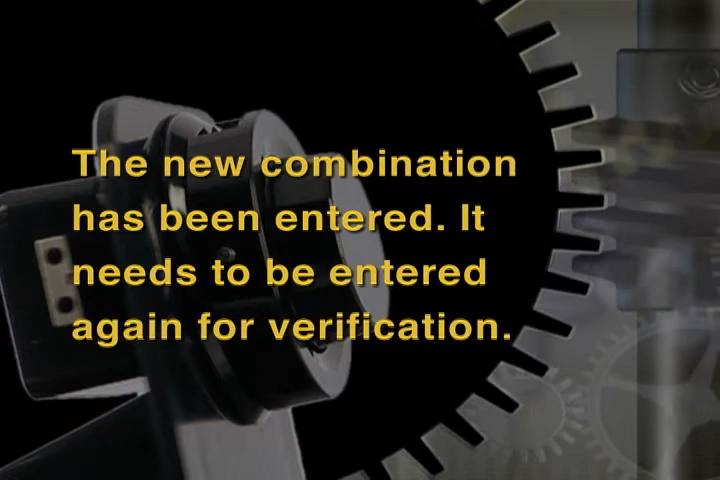 The new combination
has been entered. It
needs to be entered
again for verification.